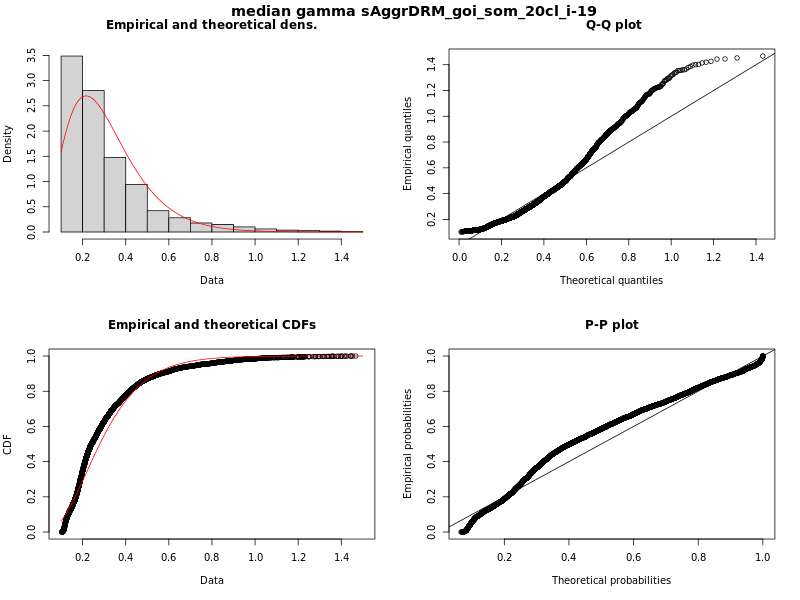 median gamma sAggrDRM_goi_som_20cl_i-19
Empirical and theoretical dens.
Density
0.0 0.5 1.0 1.5 2.0 2.5 3.0 3.5
0.2 0.4 0.6 0.8 1.0 1.2 1.4
Data
Q-Q plot
Empirical quantiles
0.2 0.4 0.6 0.8 1.0 1.2 1.4
0.0 0.2 0.4 0.6 0.8 1.0 1.2 1.4
Theoretical quantiles
Empirical and theoretical CDFs
CDF
0.0 0.2 0.4 0.6 0.8 1.0
0.2 0.4 0.6 0.8 1.0 1.2 1.4
Data
P-P plot
Empirical probabilities
0.0 0.2 0.4 0.6 0.8 1.0
0.2 0.4 0.6 0.8 1.0
Theoretical probabilities